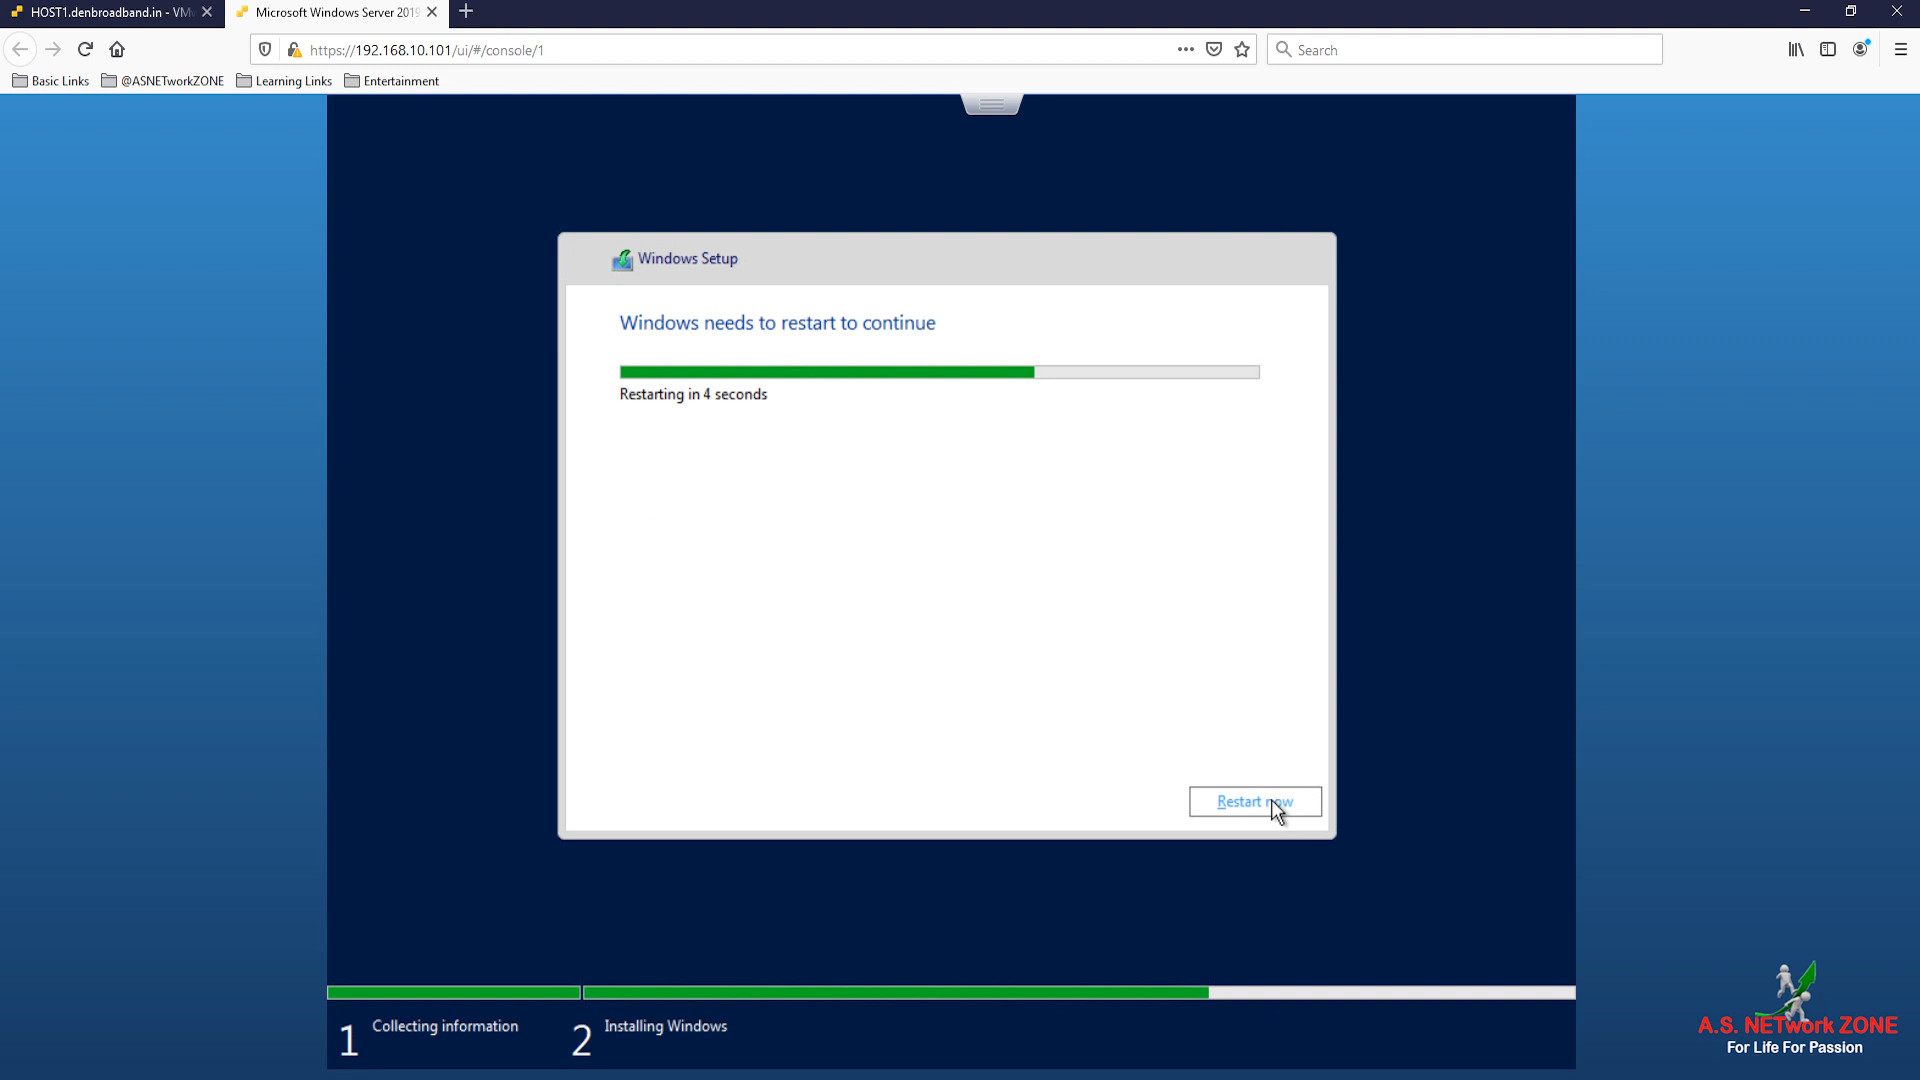 HOST1.denbroadband.in - VM
Microsoft Windows Server 2019
https://192.168.10.101/ui/#/console/1
Search
Basic Links
@ASNETworkZONE
Learning Links
Entertainment
Windows Setup
Windows needs to restart to continue
Restarting in 4 seconds
Restart now
1 Collecting information
2 Installing Windows
A.S. NETwork ZONE
For Life For Passion